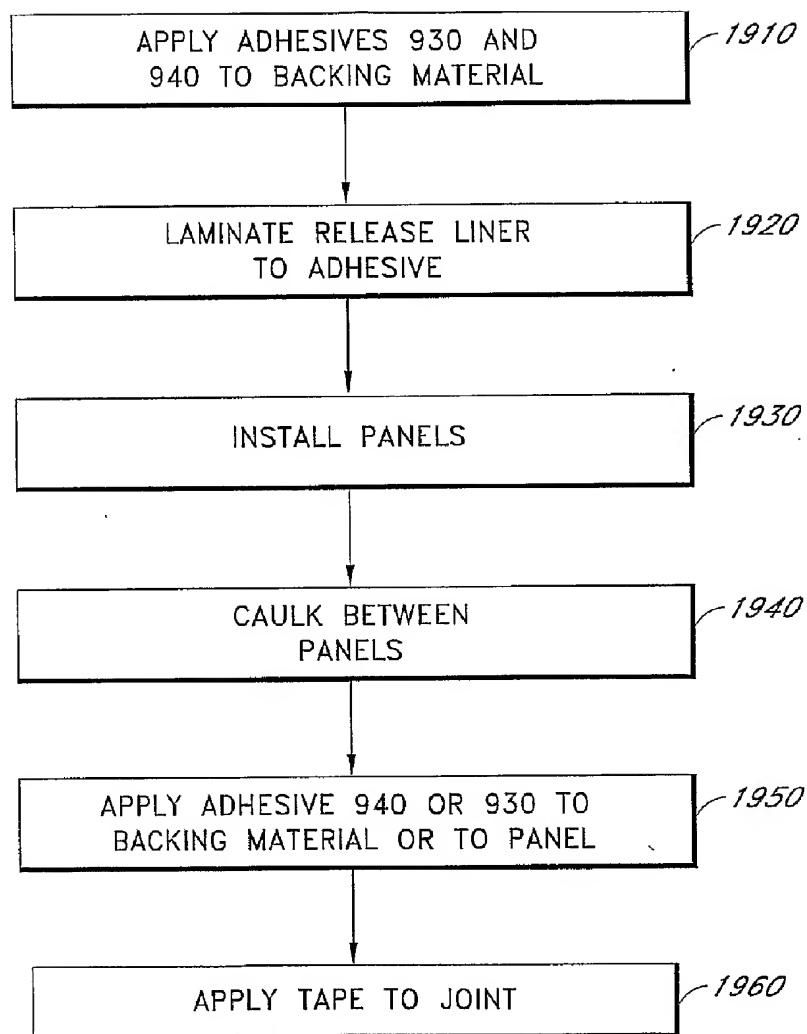 APPLY ADHESIVES 930 AND
940 TO BACKING MATERIAL
1910
LAMINATE RELEASE LINER
TO ADHESIVE
1920
INSTALL PANELS
1930
CAULK BETWEEN
PANELS
1940
APPLY ADHESIVE 940 OR 930 TO
BACKING MATERIAL OR TO PANEL
1950
APPLY TAPE TO JOINT
1960